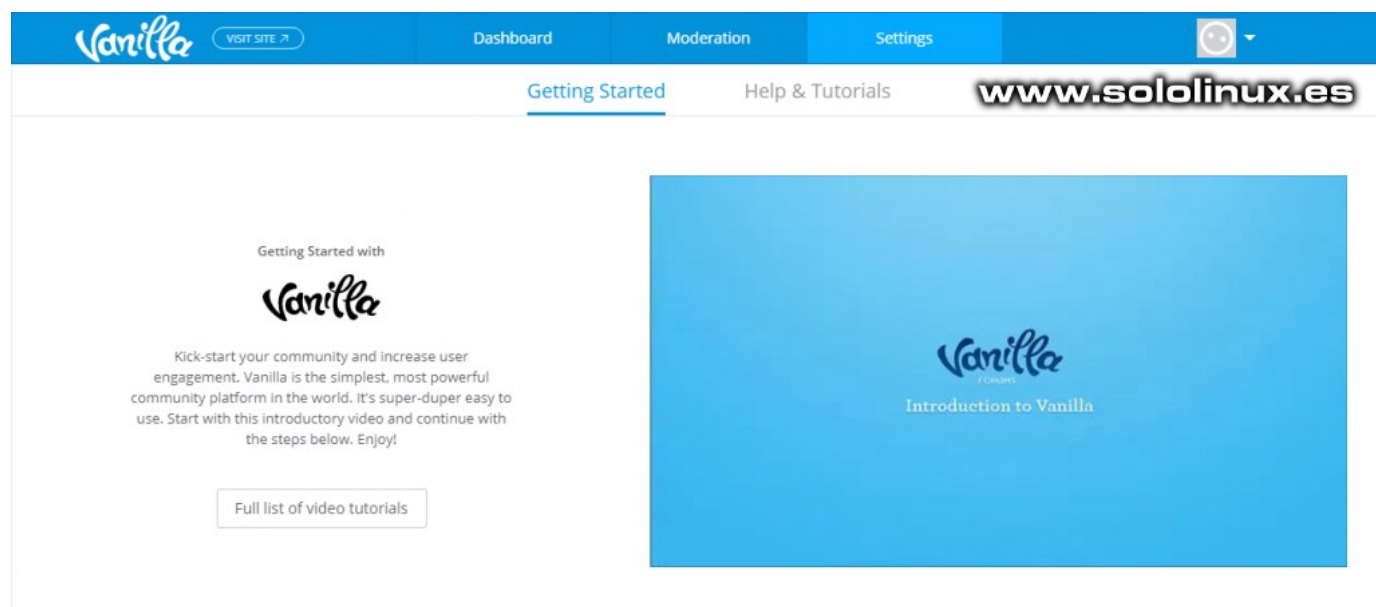 Vanilla
VISIT SITE ↗
Dashboard
Moderation
Settings
Getting Started
Help & Tutorials
www.sololinux.es
Getting Started with
Vanilla
Kick-start your community and increase user
engagement. Vanilla is the simplest, most powerful
community platform in the world. It's super-duper easy to
use. Start with this introductory video and continue with
the steps below. Enjoy!
Full list of video tutorials
Vanilla
FORUMS
Introduction to Vanilla